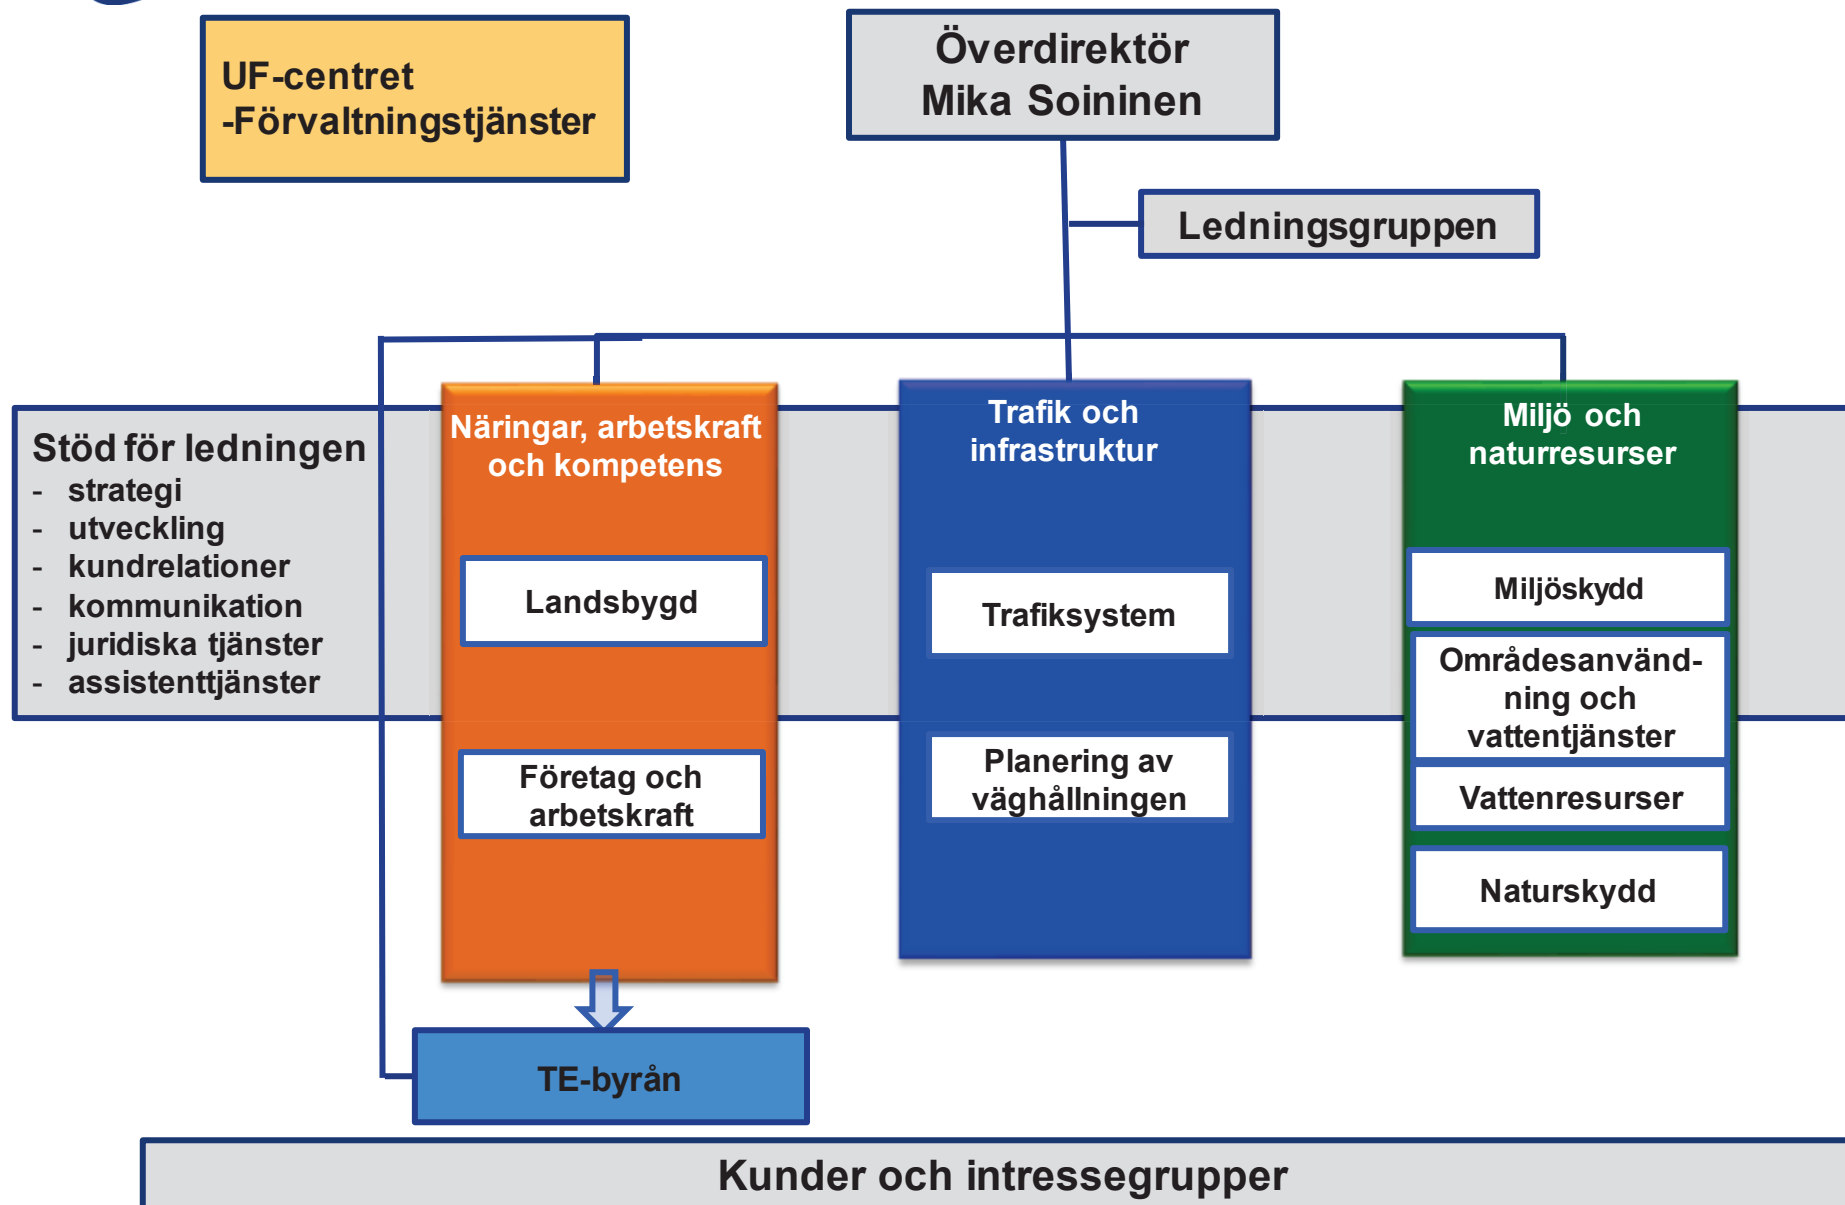 UF-centret
-Förvaltningstjänster
Överdirektör
Mika Soininen
Ledningsgruppen
Stöd för ledningen
- strategi
- utveckling
- kundrelationer
- kommunikation
- juridiska tjänster
- assistenttjänster
Näringar, arbetskraft
och kompetens
Landsbygd
Företag och
arbetskraft
Trafik och
infrastruktur
Trafiksystem
Planering av
väghållningen
Miljö och
naturresurser
Miljöskydd
Områdesanvänd-
ning och
vattentjänster
Vattenresurser
Naturskydd
TE-byrån
Kunder och intressegrupper